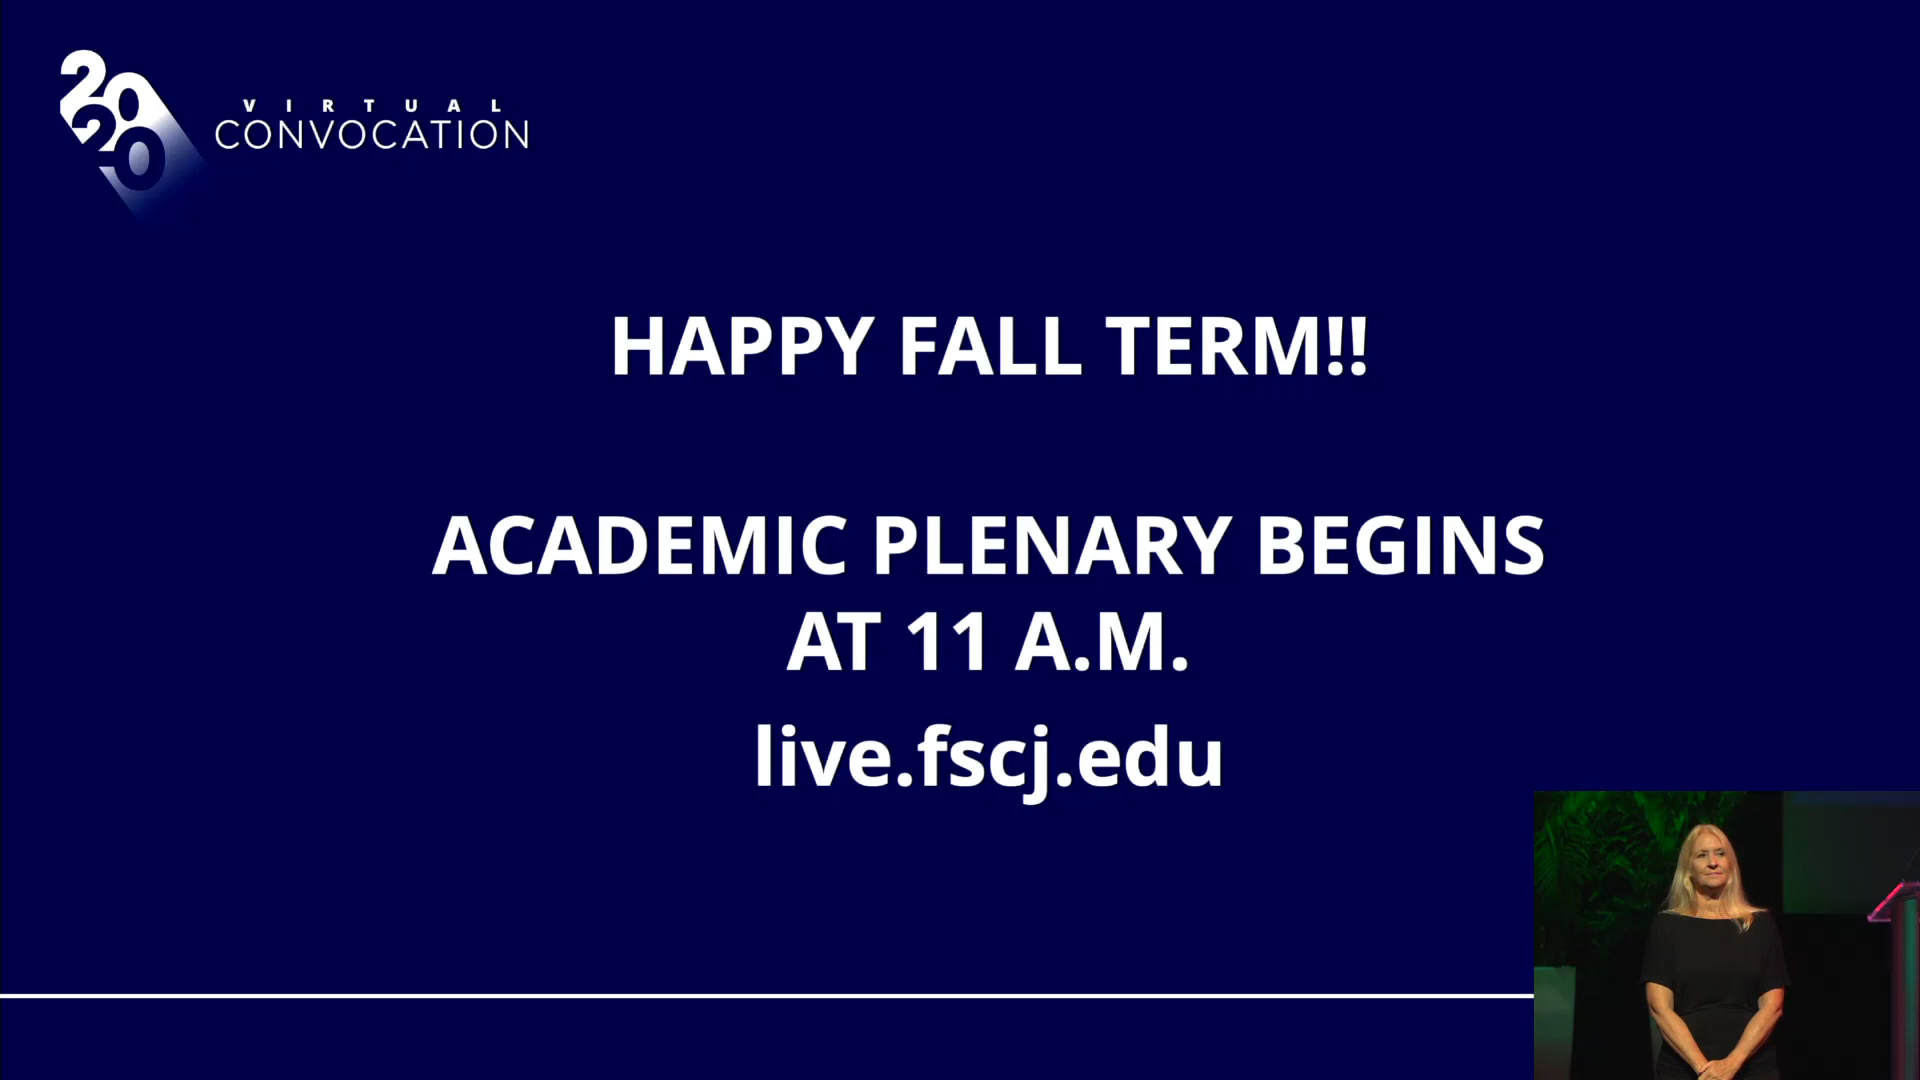 2020
VIRTUAL
CONVOCATION
HAPPY FALL TERM!!
ACADEMIC PLENARY BEGINS
AT 11 A.M.
live.fscj.edu